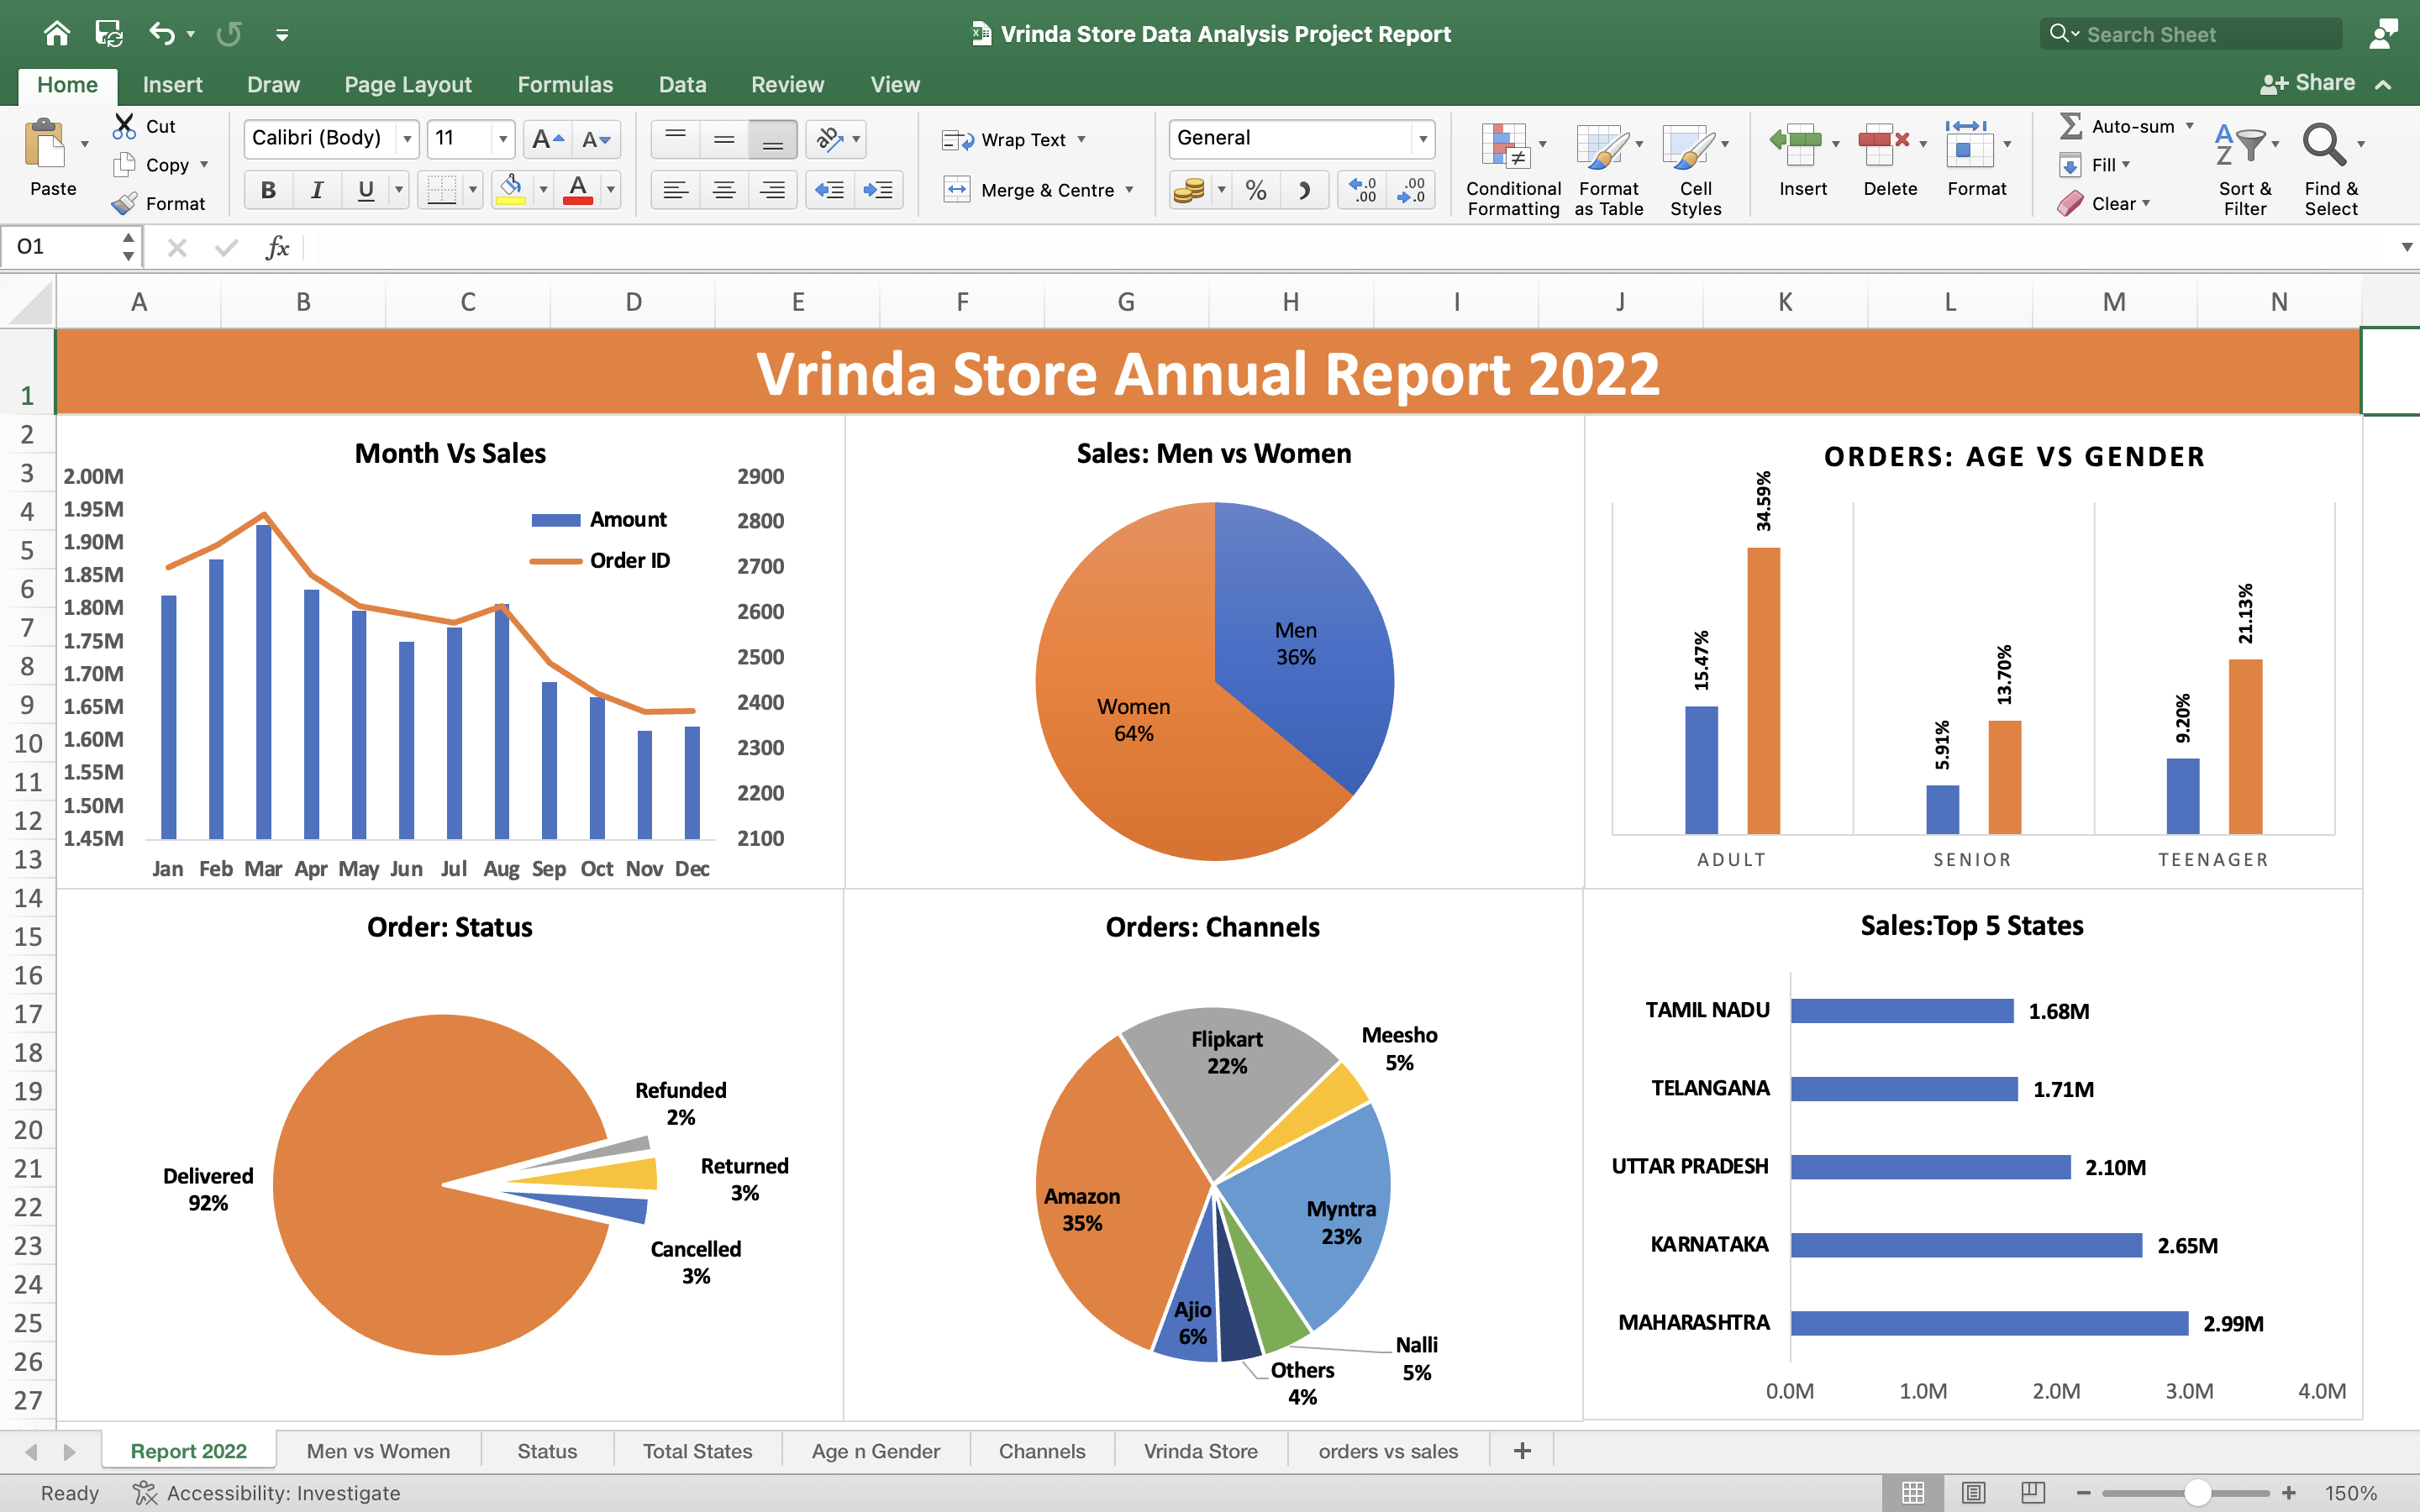 Vrinda Store Data Analysis Project Report
Search Sheet
Home Insert Draw Page Layout Formulas Data Review View
Share
Paste
Cut
Copy
Format
Calibri (Body) 11
A A
B I U A
ab
Wrap Text
Merge & Centre
General
% )
.0 .00
.00 .0
Conditional Formatting
Format as Table
Cell Styles
Insert
Delete
Format
Auto-sum
Fill
Clear
Sort & Filter
Find & Select
O1
fx
A B C D E F G H I J K L M N
1
2
3
4
5
6
7
8
9
10
11
12
13
14
15
16
17
18
19
20
21
22
23
24
25
26
27
Vrinda Store Annual Report 2022
Month Vs Sales
2.00M
1.95M
1.90M
1.85M
1.80M
1.75M
1.70M
1.65M
1.60M
1.55M
1.50M
1.45M
2900
2800
2700
2600
2500
2400
2300
2200
2100
Amount
Order ID
Jan Feb Mar Apr May Jun Jul Aug Sep Oct Nov Dec
Sales: Men vs Women
Men
36%
Women
64%
ORDERS: AGE VS GENDER
15.47%
34.59%
5.91%
13.70%
9.20%
21.13%
ADULT SENIOR TEENAGER
Order: Status
Refunded
2%
Returned
3%
Delivered
92%
Cancelled
3%
Orders: Channels
Flipkart
22%
Meesho
5%
Amazon
35%
Myntra
23%
Ajio
6%
Nalli
5%
Others
4%
Sales:Top 5 States
TAMIL NADU 1.68M
TELANGANA 1.71M
UTTAR PRADESH 2.10M
KARNATAKA 2.65M
MAHARASHTRA 2.99M
0.0M 1.0M 2.0M 3.0M 4.0M
Report 2022 Men vs Women Status Total States Age n Gender Channels Vrinda Store orders vs sales +
Ready Accessibility: Investigate
150%